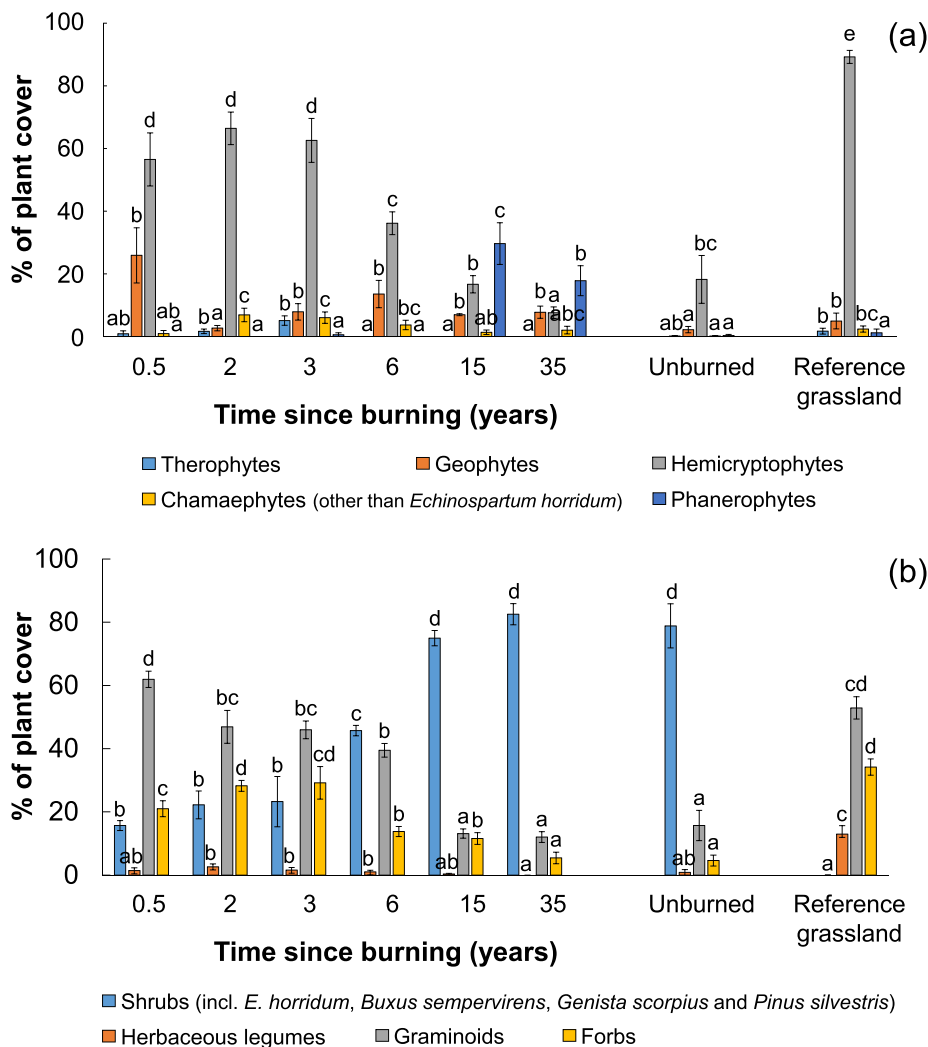 (a)
% of plant cover
100
80
60
40
20
0
ab b d ab a
b a d c a
b b d c a
a b c bc a
a b b ab c
a b a abc b
ab a bc a a
b b e bc a
0.5 2 3 6 15 35 Unburned Reference
grassland
Time since burning (years)
Therophytes Geophytes Hemicryptophytes
Chamaephytes (other than Echinospartum horridum) Phanerophytes
(b)
% of plant cover
100
80
60
40
20
0
b ab d c
b b bc d
b b b cd
c b b b
d ab a b
d a a a
d ab a a
a c cd d
0.5 2 3 6 15 35 Unburned Reference
grassland
Time since burning (years)
Shrubs (incl. E. horridum, Buxus sempervirens, Genista scorpius and Pinus silvestris)
Herbaceous legumes Graminoids Forbs